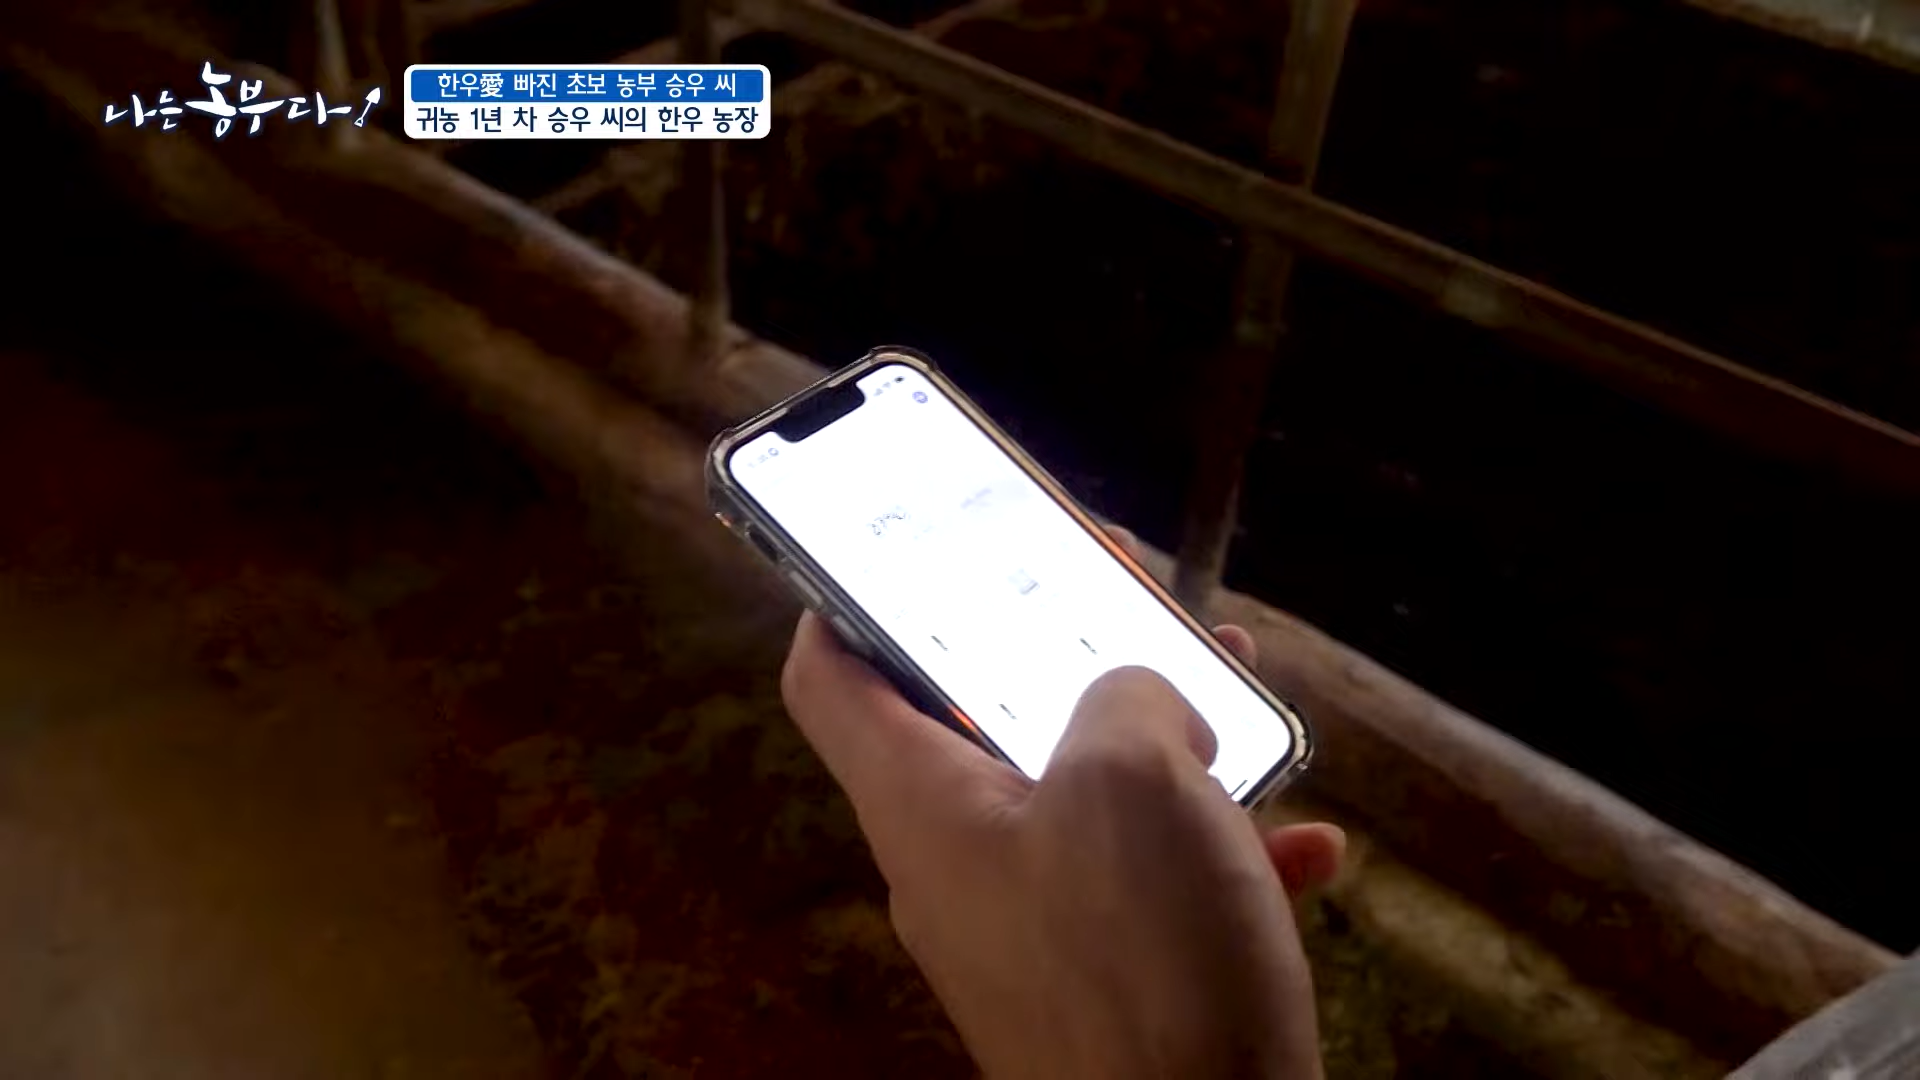 나는 농부다!
한우愛 빠진 초보 농부 승우 씨
귀농 1년 차 승우 씨의 한우 농장